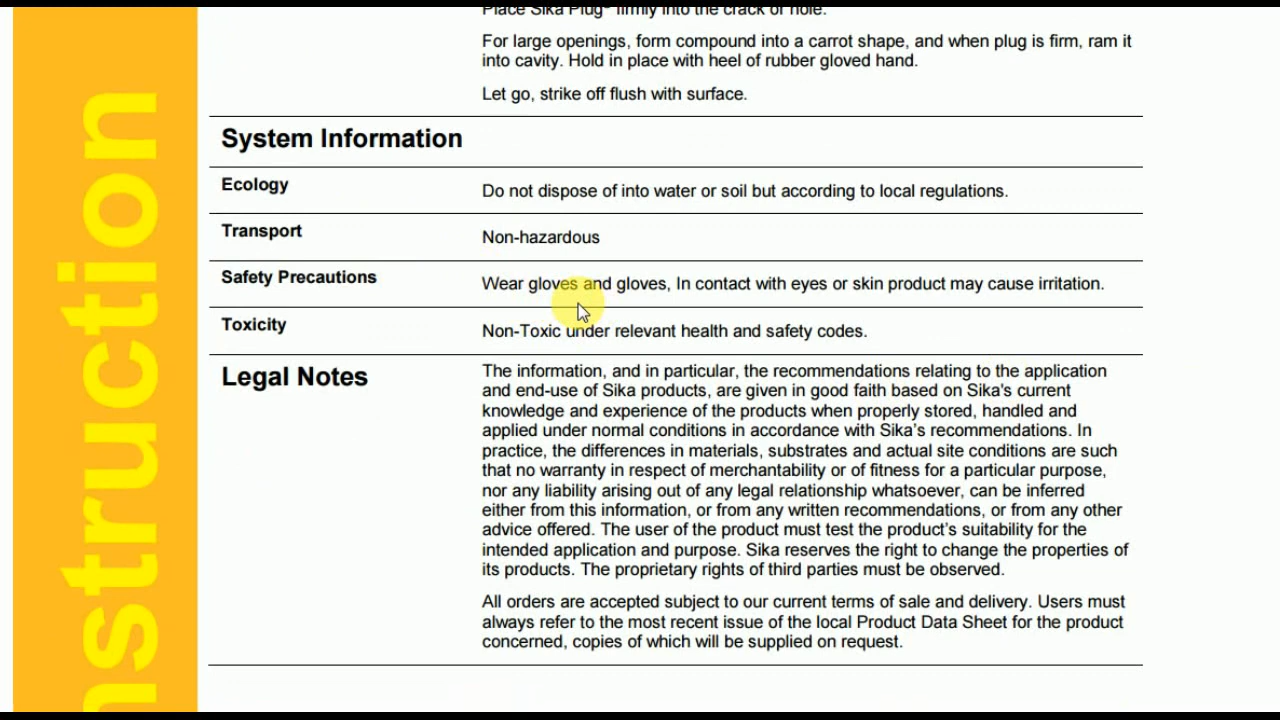 Place Sika Plug® firmly into the crack or hole.
For large openings, form compound into a carrot shape, and when plug is firm, ram it
into cavity. Hold in place with heel of rubber gloved hand.
Let go, strike off flush with surface.
System Information
Ecology
Do not dispose of into water or soil but according to local regulations.
Transport
Non-hazardous
Safety Precautions
Wear gloves and gloves, In contact with eyes or skin product may cause irritation.
Toxicity
Non-Toxic under relevant health and safety codes.
Legal Notes
The information, and in particular, the recommendations relating to the application
and end-use of Sika products, are given in good faith based on Sika's current
knowledge and experience of the products when properly stored, handled and
applied under normal conditions in accordance with Sika's recommendations. In
practice, the differences in materials, substrates and actual site conditions are such
that no warranty in respect of merchantability or of fitness for a particular purpose,
nor any liability arising out of any legal relationship whatsoever, can be inferred
either from this information, or from any written recommendations, or from any other
advice offered. The user of the product must test the product's suitability for the
intended application and purpose. Sika reserves the right to change the properties of
its products. The proprietary rights of third parties must be observed.
All orders are accepted subject to our current terms of sale and delivery. Users must
always refer to the most recent issue of the local Product Data Sheet for the product
concerned, copies of which will be supplied on request.
nstruction